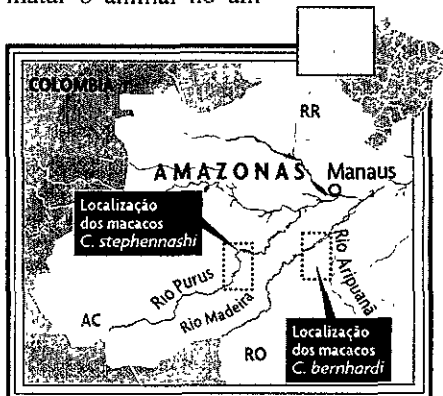 matar o animal no am-
COLOMBIA
RR
AMAZONAS
Manaus
Localização
dos macacos
C. stephennashi
Rio Purus
Rio Madeira
Rio Aripuanã
AC
RO
Localização
dos macacos
C. bernhardi